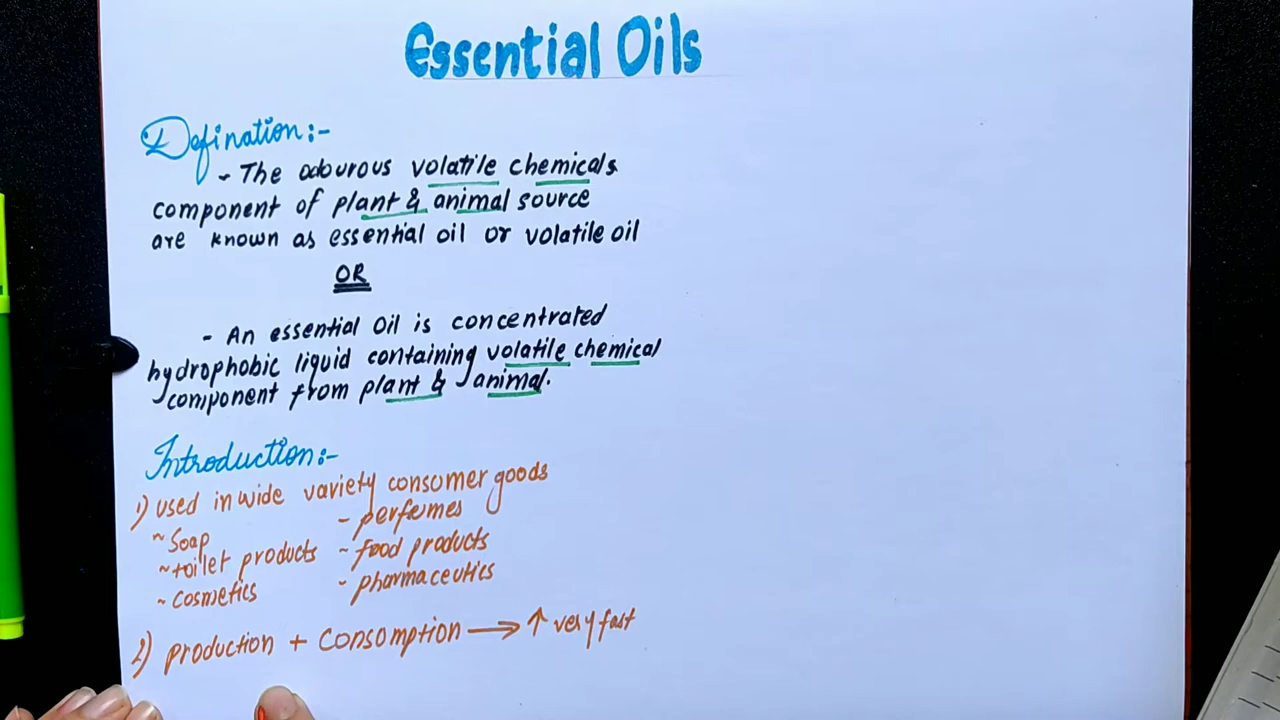 Essential Oils
Defination:-
- The odourous volatile chemicals
component of plant & animal source
are known as essential oil or volatile oil
OR
- An essential Oil is concentrated
hydrophobic liquid containing volatile chemical
component from plant & animal.
Introduction:-
1) used in wide variety consumer goods
~ Soap - perfumes
~ toilet products ~ food products
~ cosmetics - pharmaceutics
2) production + Consumption → ↑ very fast